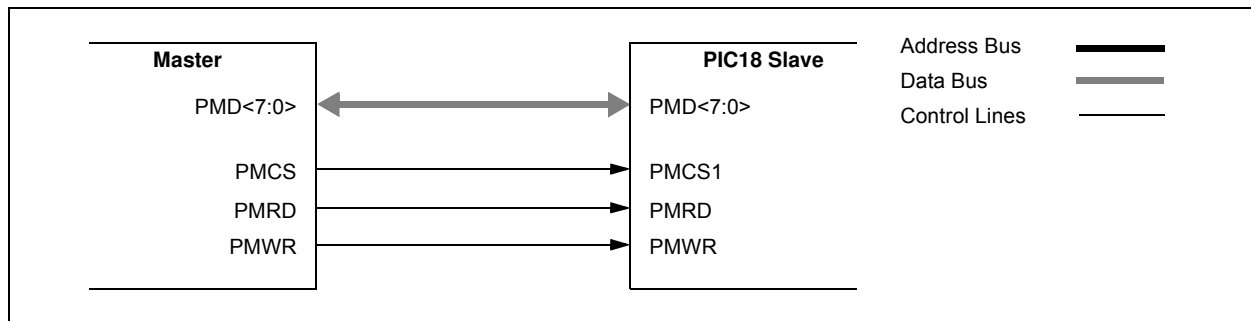 Master
PIC18 Slave
Address Bus
Data Bus
Control Lines
PMD<7:0>
PMD<7:0>
PMCS
PMCS1
PMRD
PMRD
PMWR
PMWR